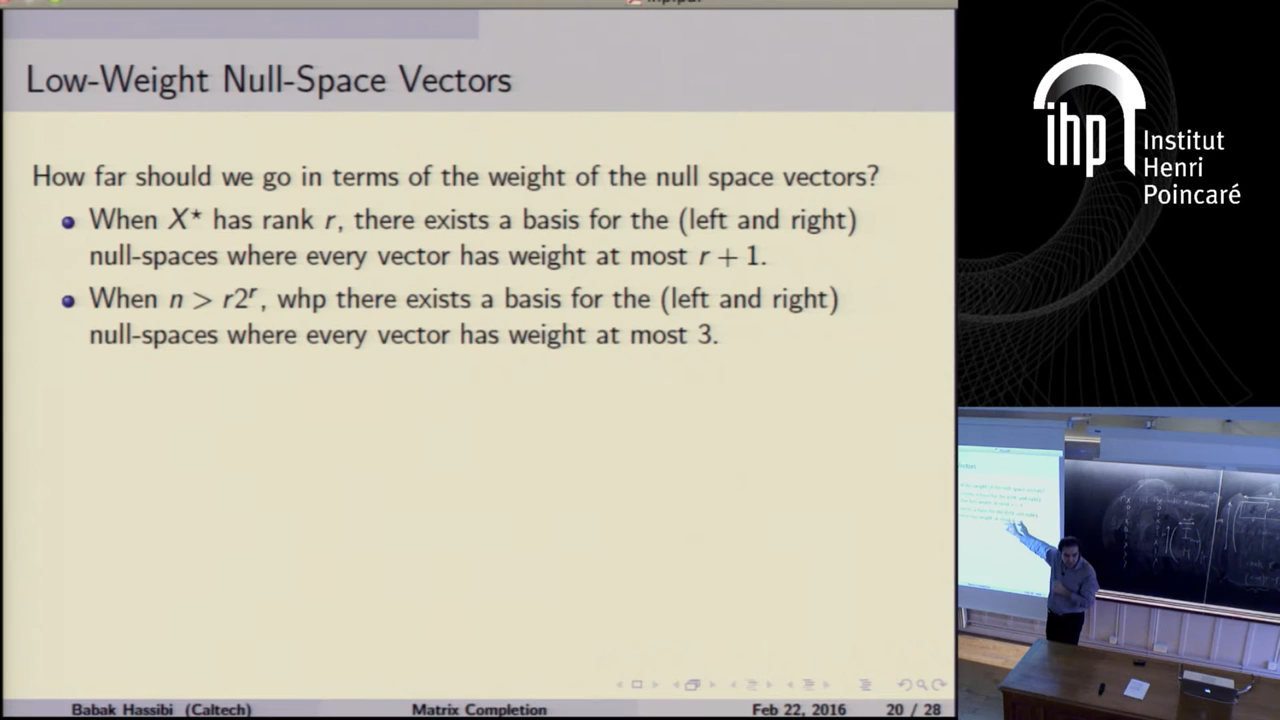 Low-Weight Null-Space Vectors
How far should we go in terms of the weight of the null space vectors?
When X⋆ has rank r, there exists a basis for the (left and right)
null-spaces where every vector has weight at most r + 1.
When n > r2^r, whp there exists a basis for the (left and right)
null-spaces where every vector has weight at most 3.
Babak Hassibi (Caltech)
Matrix Completion
Feb 22, 2016
20 / 28
ihp
Institut
Henri
Poincaré